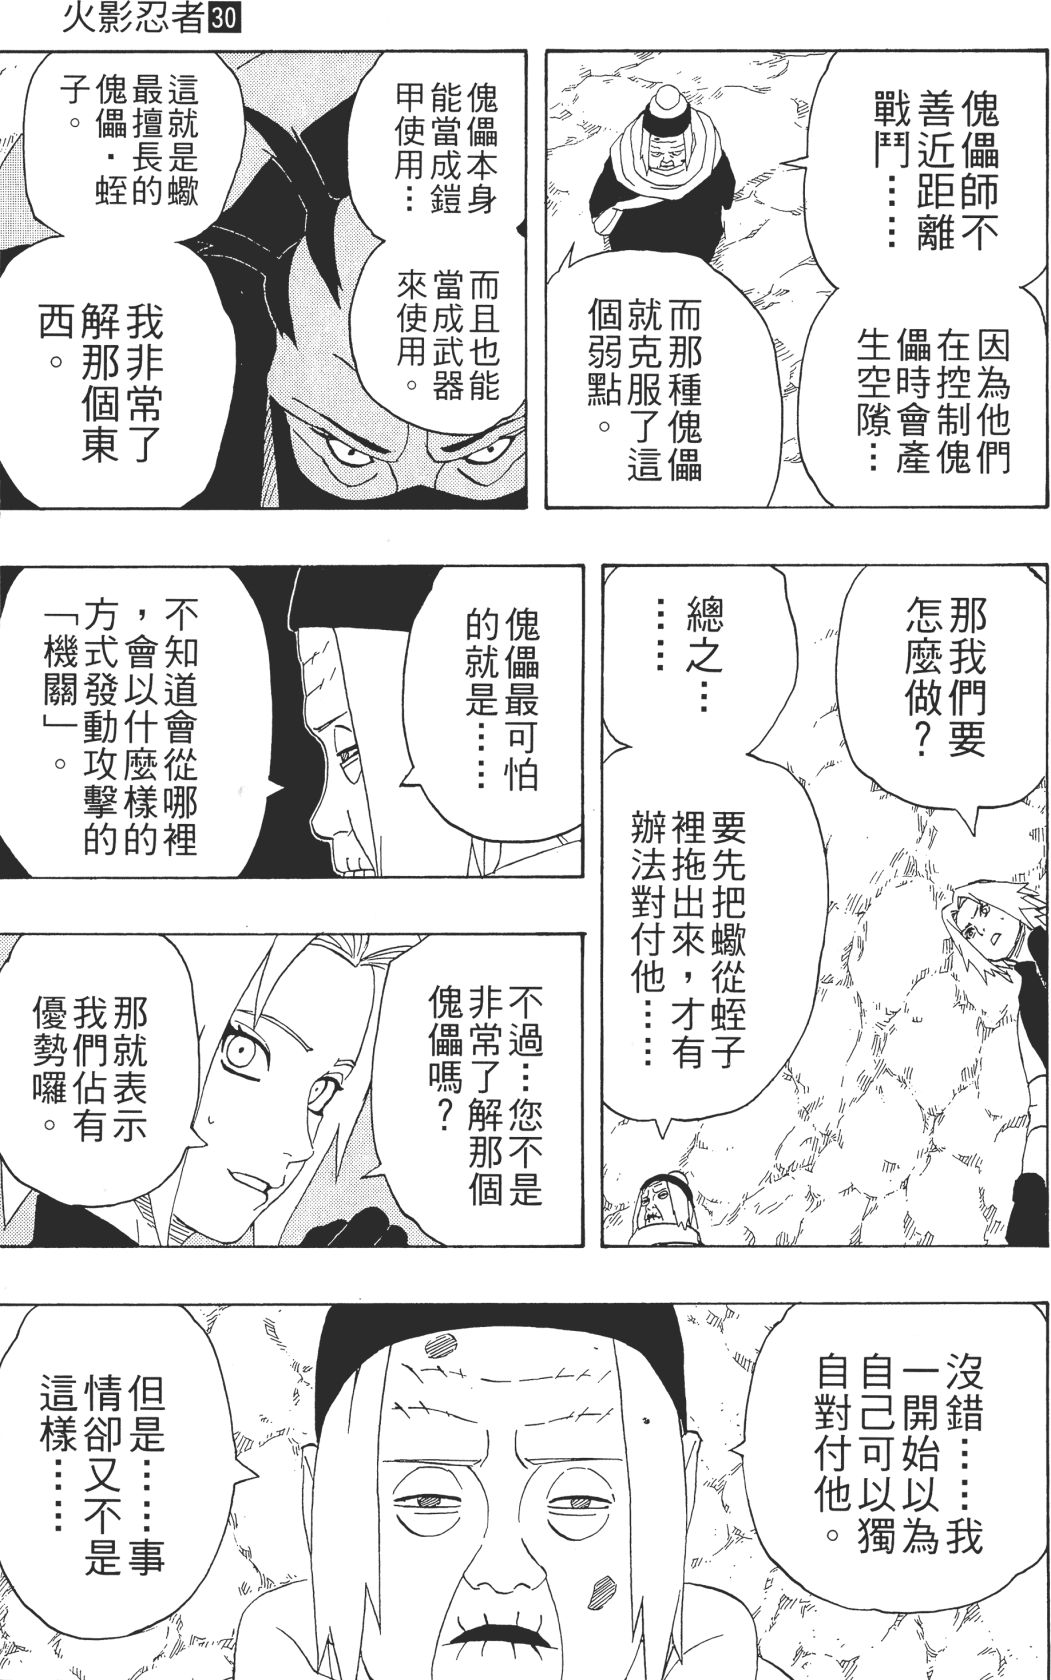 火影忍者30
傀儡師不
善近距離
戰鬥……
因為他們
在控制傀
儡時會產
生空隙…
而那種傀儡
就克服了這
個弱點。
傀儡本身
能當成鎧
甲使用…
而且也能
當成武器
來使用。
這就是蠍
最擅長的
傀儡．蛭
子。
我非常了
解那個東
西。
那我們要
怎麼做？
總之…
……
要先把蠍從蛭子
裡拖出來，才有
辦法對付他……
傀儡最可怕
的就是……
不知道會從哪裡
，會以什麼樣的
方式發動攻擊的
「機關」。
不過…您不是
非常了解那個
傀儡嗎？
那就表示
我們佔有
優勢囉。
沒錯……我
一開始以為
自己可以獨
自對付他。
但是……事
情卻又不是
這樣……